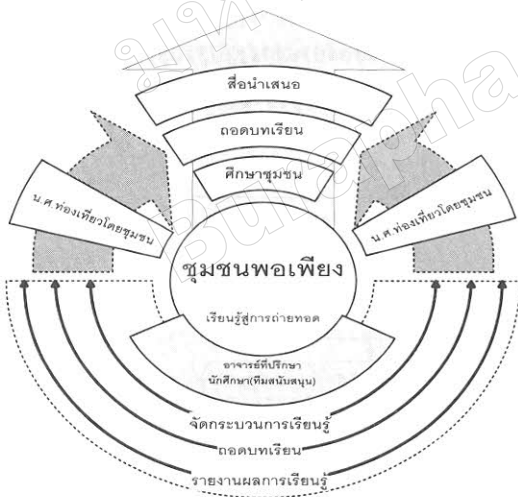 สื่อนำเสนอ
ถอดบทเรียน
ศึกษาชุมชน
น.ศ.ท่องเที่ยวโดยชุมชน
น.ศ.ท่องเที่ยวโดยชุมชน
ชุมชนพอเพียง
เรียนรู้สู่การถ่ายทอด
อาจารย์ที่ปรึกษา
นักศึกษา(ทีมสนับสนุน)
จัดกระบวนการเรียนรู้
ถอดบทเรียน
รายงานผลการเรียนรู้
Burapha